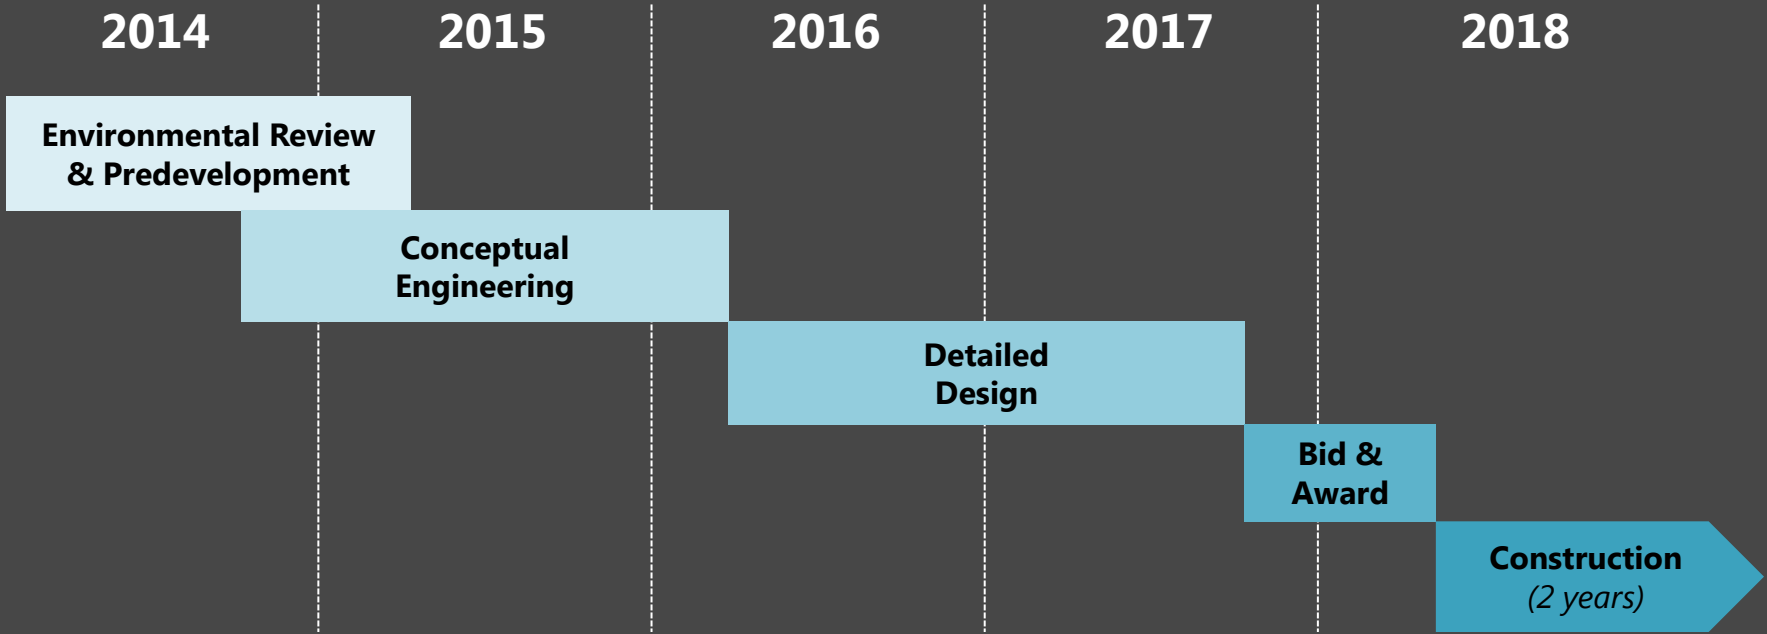 2014 2015 2016 2017 2018
Environmental Review
& Predevelopment
Conceptual
Engineering
Detailed
Design
Bid &
Award
Construction
(2 years)